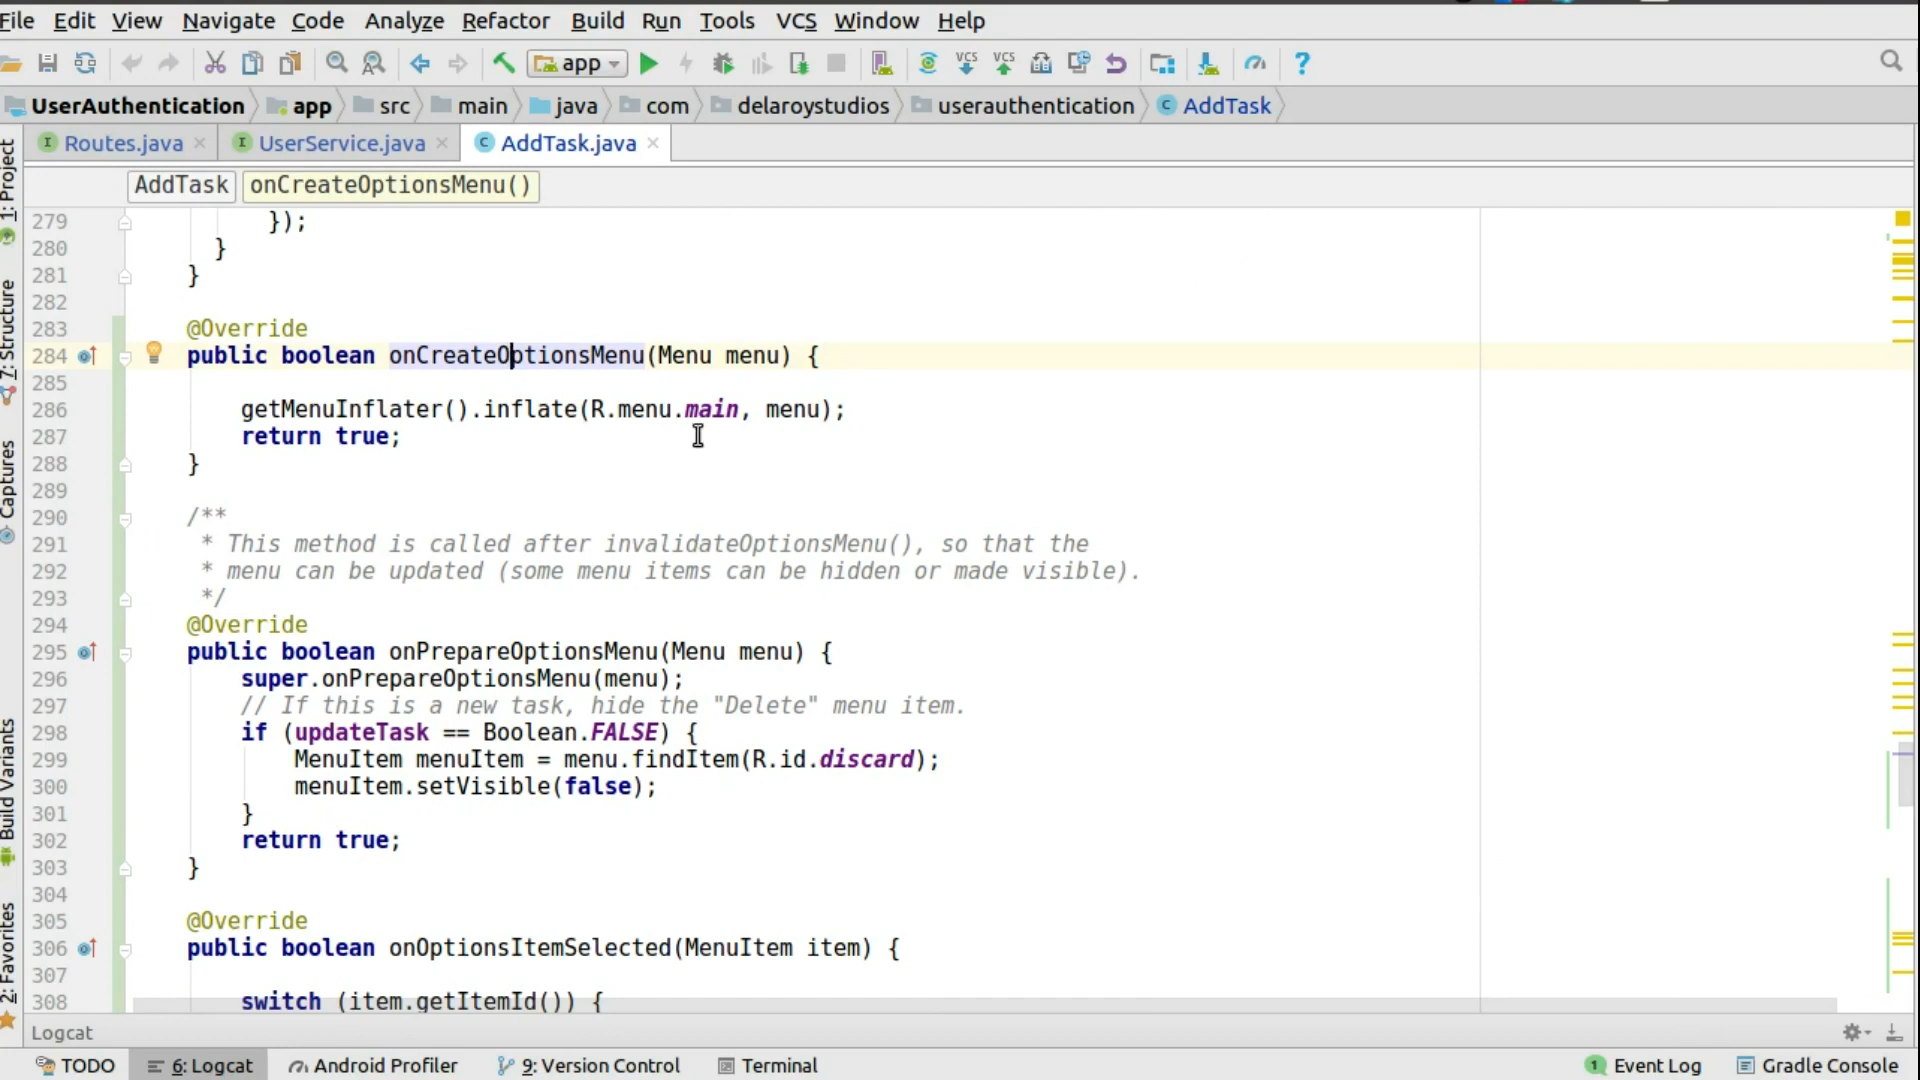 File Edit View Navigate Code Analyze Refactor Build Run Tools VCS Window Help
app VCS VCS ?
UserAuthentication app src main java com delaroystudios userauthentication C AddTask
I Routes.java I UserService.java C AddTask.java
AddTask onCreateOptionsMenu()
1: Project
7: Structure
Captures
Build Variants
2: Favorites
279 });
280 }
281 }
282
283 @Override
284 public boolean onCreateOptionsMenu(Menu menu) {
285
286 getMenuInflater().inflate(R.menu.main, menu);
287 return true;
288 }
289
290 /**
291 * This method is called after invalidateOptionsMenu(), so that the
292 * menu can be updated (some menu items can be hidden or made visible).
293 */
294 @Override
295 public boolean onPrepareOptionsMenu(Menu menu) {
296 super.onPrepareOptionsMenu(menu);
297 // If this is a new task, hide the "Delete" menu item.
298 if (updateTask == Boolean.FALSE) {
299 MenuItem menuItem = menu.findItem(R.id.discard);
300 menuItem.setVisible(false);
301 }
302 return true;
303 }
304
305 @Override
306 public boolean onOptionsItemSelected(MenuItem item) {
307
308 switch (item.getItemId()) {
Logcat
TODO 6: Logcat Android Profiler 9: Version Control Terminal 1 Event Log Gradle Console